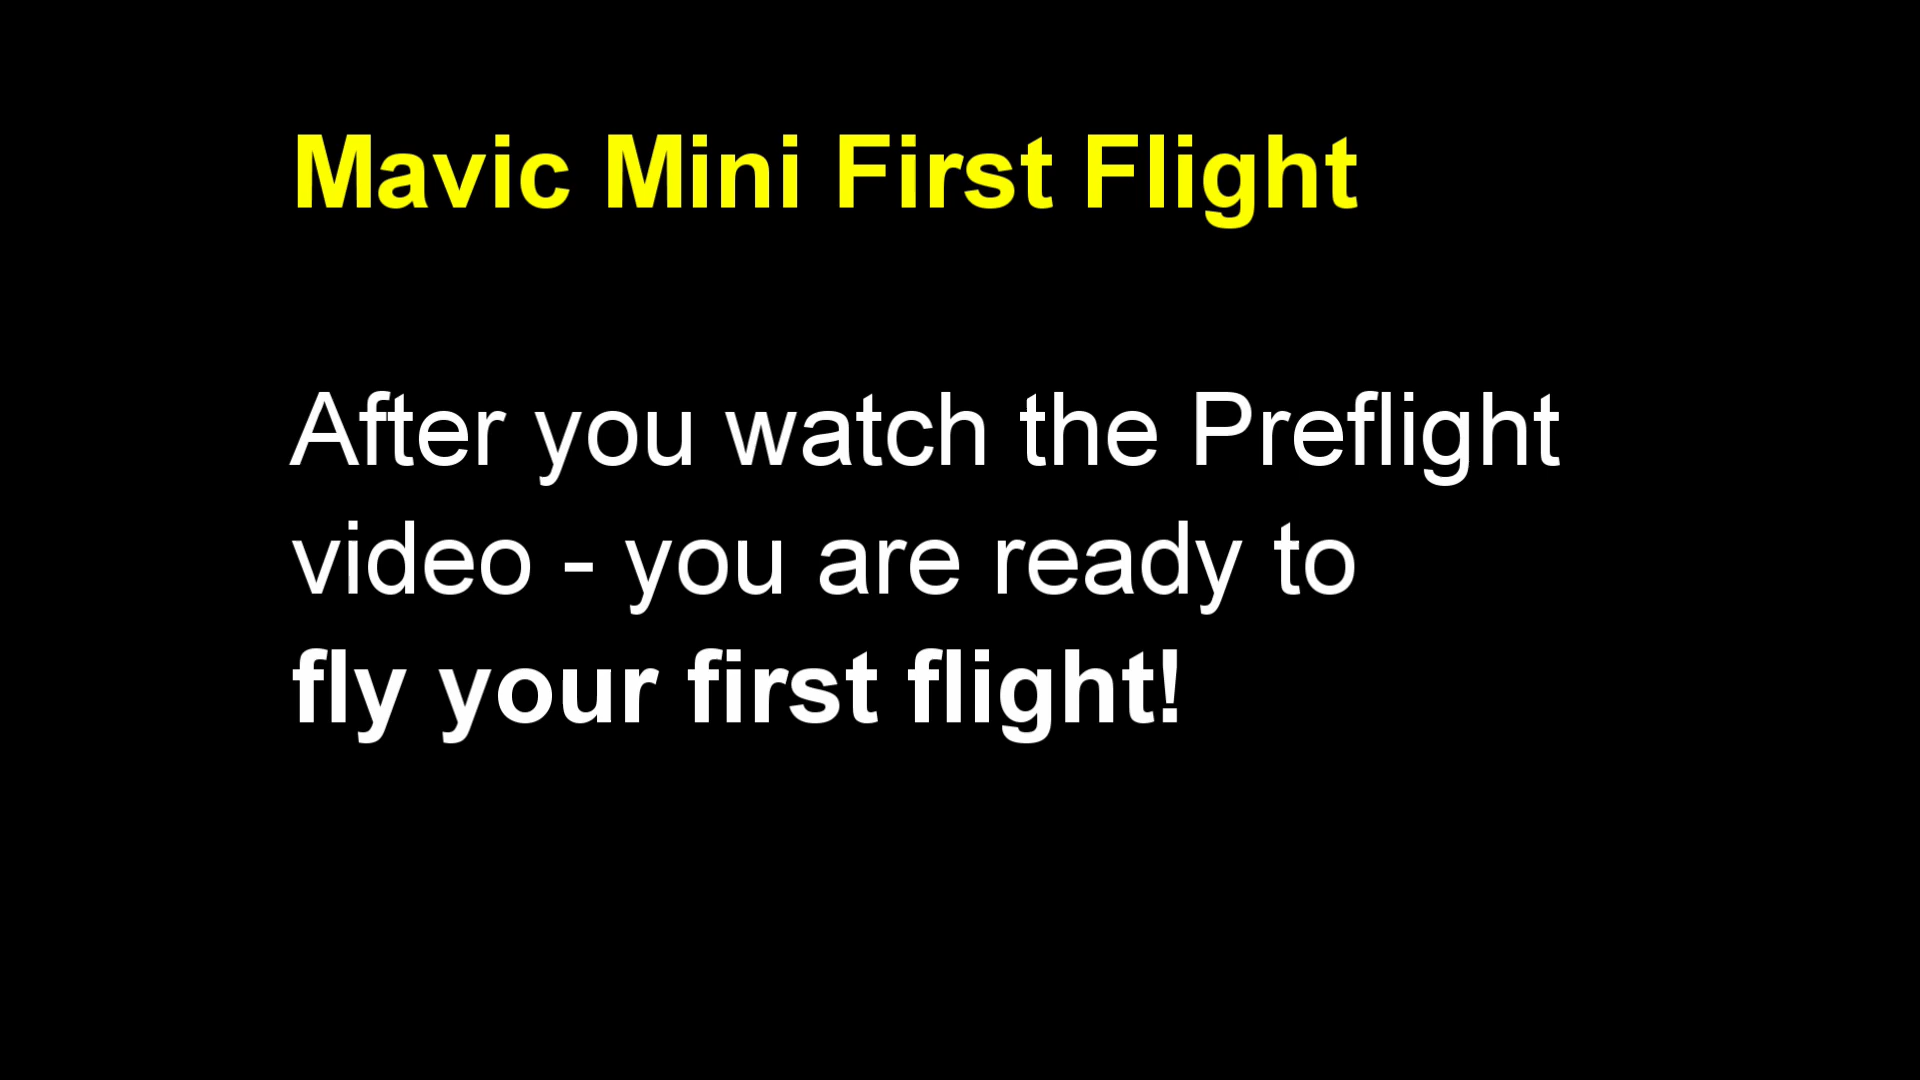 Mavic Mini First Flight
After you watch the Preflight
video - you are ready to
fly your first flight!